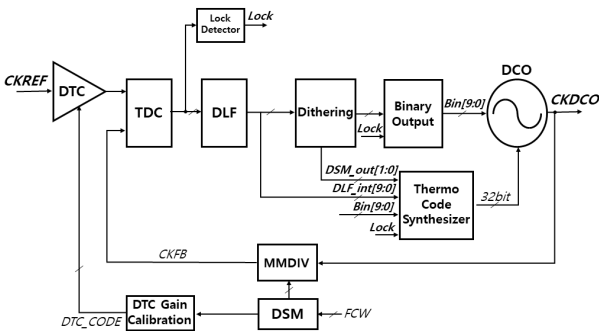 Lock
Detector
Lock
DCO
CKREF
DTC
TDC
DLF
Dithering
Binary
Output
Lock
Bin[9:0]
CKDCO
DSM_out[1:0]
DLF_int[9:0]
Bin[9:0]
Lock
Thermo
Code
Synthesizer
32bit
CKFB
MMDIV
DTC_CODE
DTC Gain
Calibration
DSM
FCW